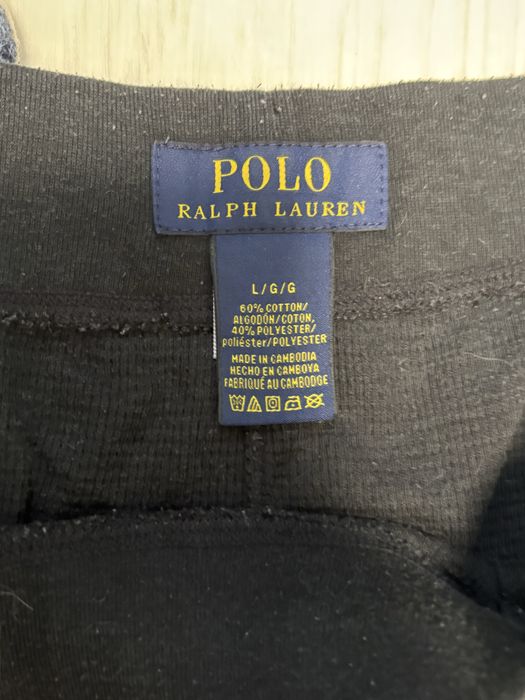 POLO
RALPH LAUREN
L/G/G
60% COTTON/
ALGODÓN/COTON,
40% POLYESTER/
poliéster/POLYESTER
MADE IN CAMBODIA
HECHO EN CAMBOYA
FABRIQUÉ AU CAMBODGE